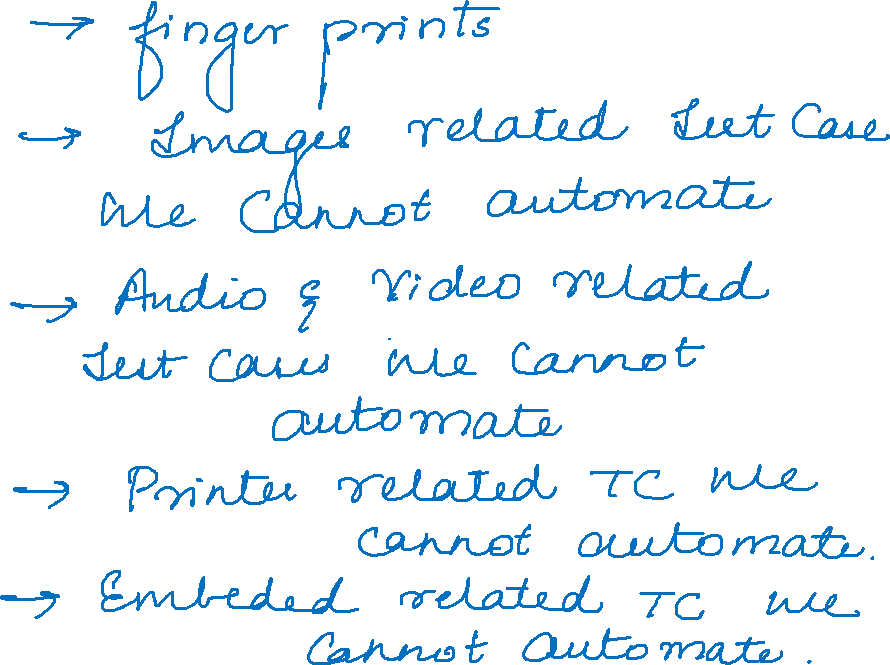 → finger prints
→ Images related Test Case
We Cannot automate
→ Audio & Video related
Test Cases We Cannot
automate
→ Printer related TC We
cannot automate.
→ Embeded related TC We
Cannot Automate.